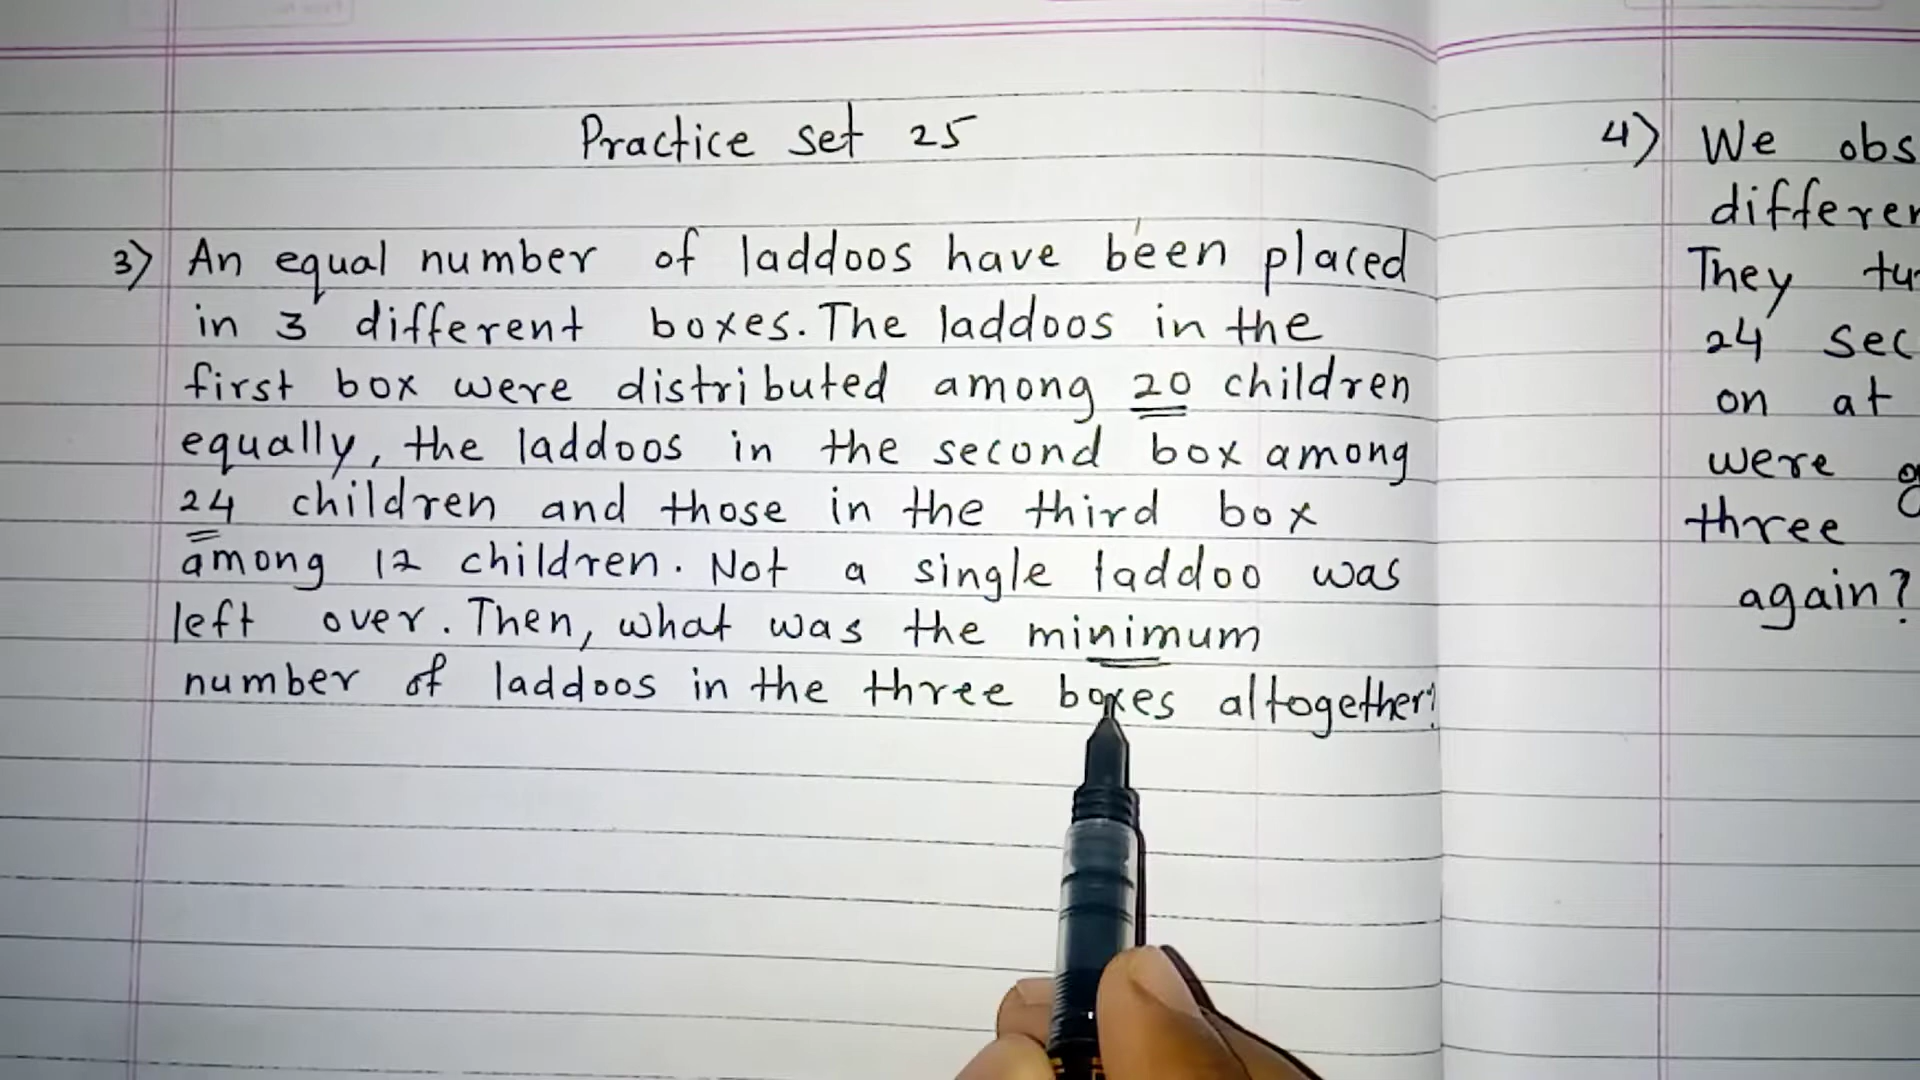 Practice set 25
3) An equal number of laddoos have been placed
in 3 different boxes. The laddoos in the
first box were distributed among 20 children
equally, the laddoos in the second box among
24 children and those in the third box
among 12 children. Not a single laddoo was
left over. Then, what was the minimum
number of laddoos in the three boxes altogether?
4) We obs
differen
They tu
24 sec
on at
were g
three
again?